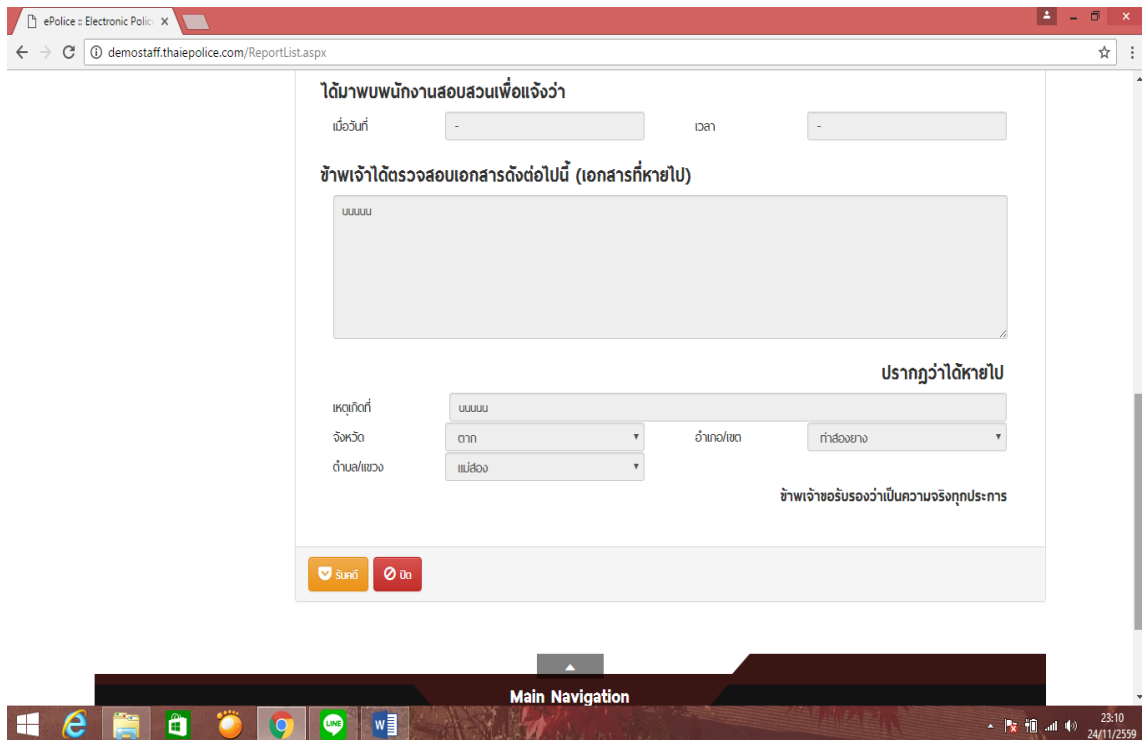 ePolice :: Electronic Polic
demostaff.thaiepolice.com/ReportList.aspx
ได้มาพบพนักงานสอบสวนเพื่อแจ้งว่า
เมื่อวันที่ - เวลา -
ข้าพเจ้าได้ตรวจสอบเอกสารดังต่อไปนี้ (เอกสารที่หายไป)
นนนนน
ปรากฎว่าได้หายไป
เหตุเกิดที่ นนนนน
จังหวัด ตาก อำเภอ/เขต ท่าสองยาง
ตำบล/แขวง แม่สอง
ข้าพเจ้าขอรับรองว่าเป็นความจริงทุกประการ
รับคดี ปิด
Main Navigation
LINE
23:10
24/11/2559